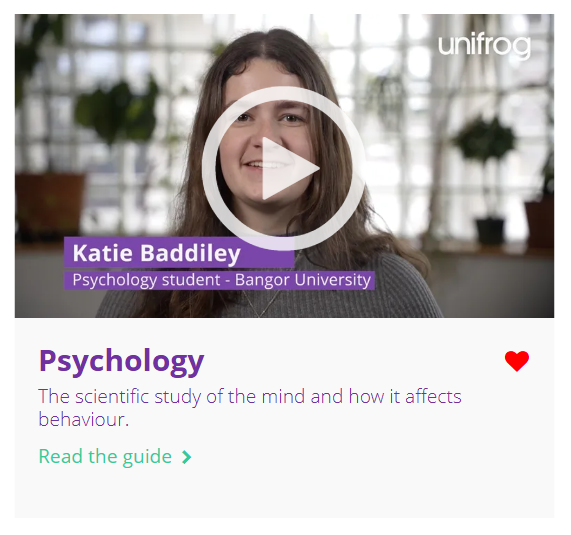 unifrog
Katie Baddiley
Psychology student - Bangor University
Psychology
The scientific study of the mind and how it affects
behaviour.
Read the guide